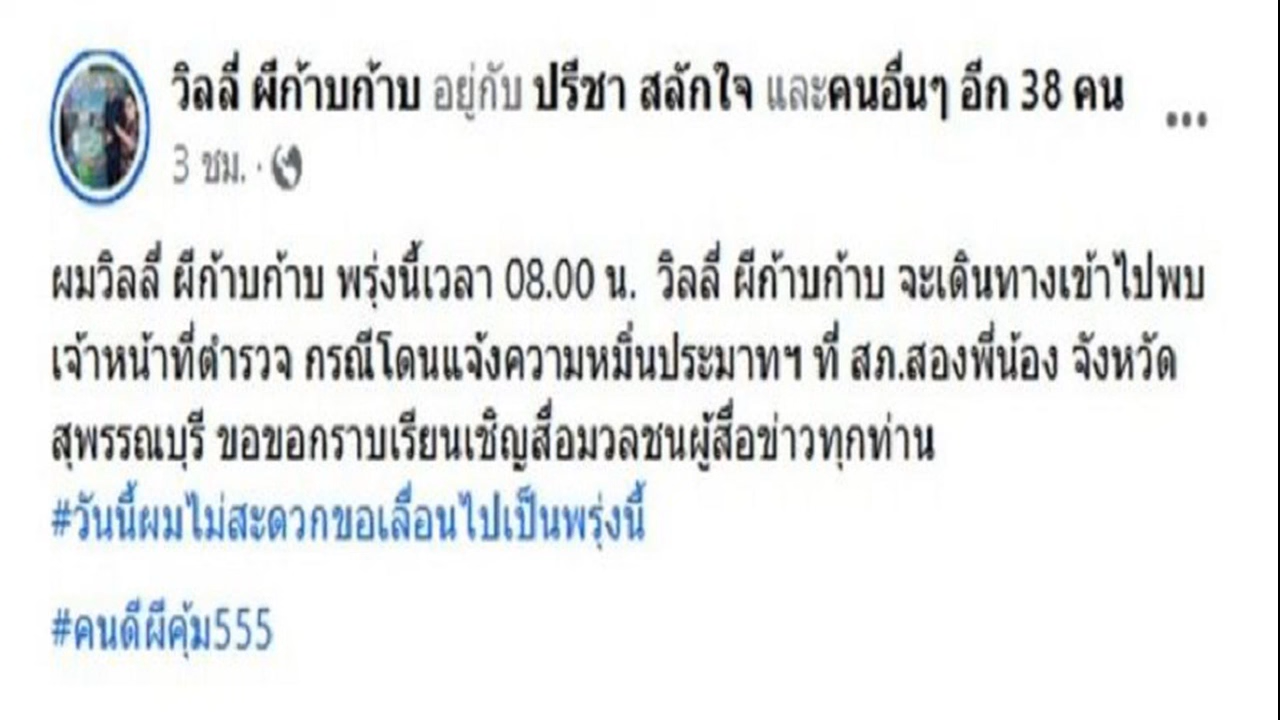 วิลลี่ ผีก้าบก้าบ อยู่กับ ปรีชา สลักใจ และคนอื่นๆ อีก 38 คน
3 ชม. ·
ผมวิลลี่ ผีก้าบก้าบ พรุ่งนี้เวลา 08.00 น. วิลลี่ ผีก้าบก้าบ จะเดินทางเข้าไปพบ
เจ้าหน้าที่ตำรวจ กรณีโดนแจ้งความหมิ่นประมาทฯ ที่ สภ.สองพี่น้อง จังหวัด
สุพรรณบุรี ขอขอกราบเรียนเชิญสื่อมวลชนผู้สื่อข่าวทุกท่าน
#วันนี้ผมไม่สะดวกขอเลื่อนไปเป็นพรุ่งนี้
#คนดีผีคุ้ม555